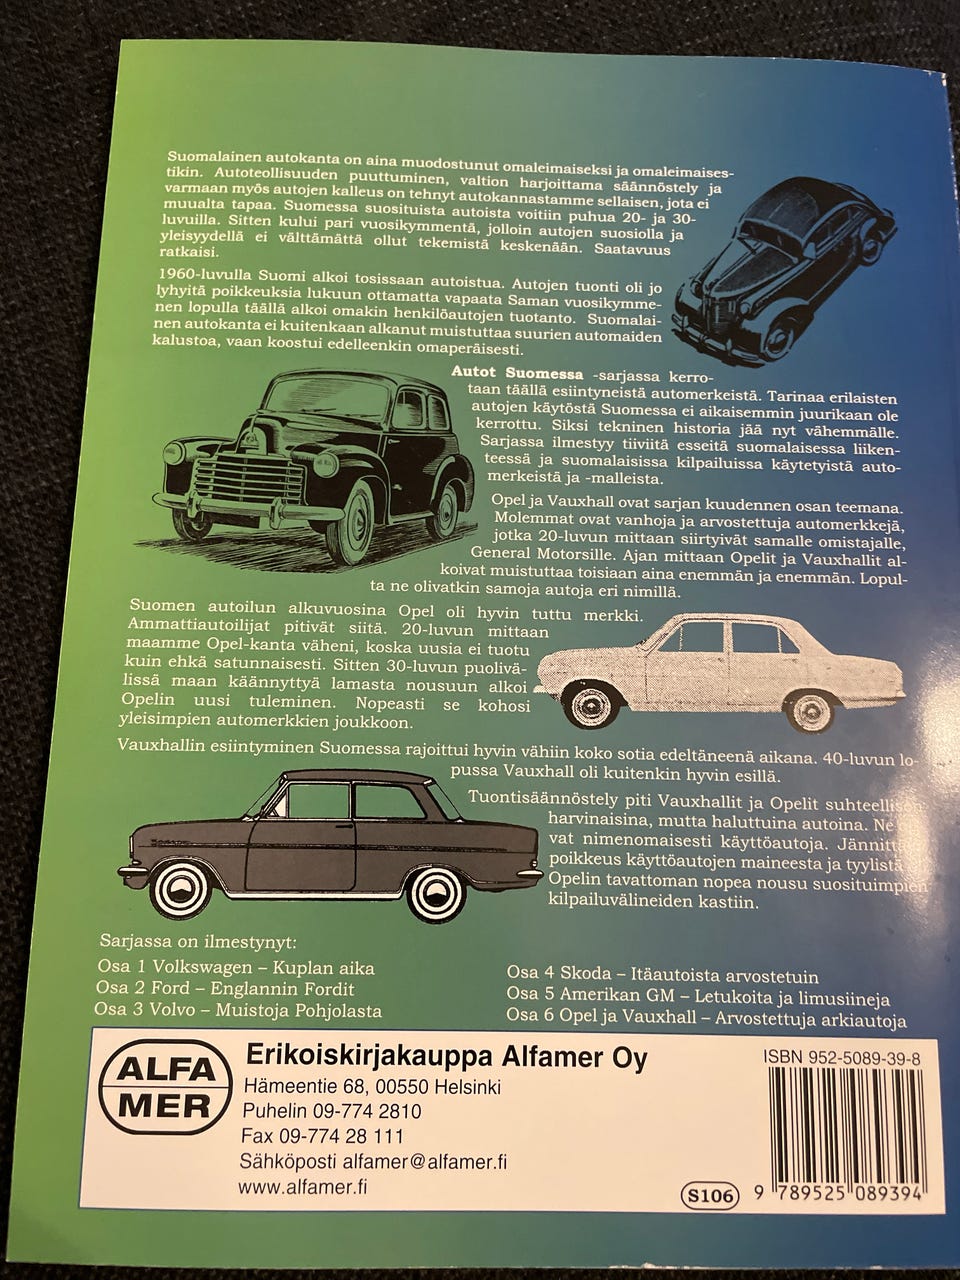 Suomalainen autokanta on aina muodostunut omaleimaiseksi ja omaleimaises-
tikin. Autoteollisuuden puuttuminen, valtion harjoittama säännöstely ja
varmaan myös autojen kalleus on tehnyt autokannastamme sellaisen, jota ei
muualta tapaa. Suomessa suosituista autoista voitiin puhua 20- ja 30-
luvuilla. Sitten kului pari vuosikymmentä, jolloin autojen suosiolla ja
yleisyydellä ei välttämättä ollut tekemistä keskenään. Saatavuus
ratkaisi.
1960-luvulla Suomi alkoi tosissaan autoistua. Autojen tuonti oli jo
lyhyitä poikkeuksia lukuun ottamatta vapaata Saman vuosikymme-
nen lopulla täällä alkoi omakin henkilöautojen tuotanto. Suomalai-
nen autokanta ei kuitenkaan alkanut muistuttaa suurien automaiden
kalustoa, vaan koostui edelleenkin omaperäisesti.
Autot Suomessa -sarjassa kerro-
taan täällä esiintyneistä automerkeistä. Tarinaa erilaisten
autojen käytöstä Suomessa ei aikaisemmin juurikaan ole
kerrottu. Siksi tekninen historia jää nyt vähemmälle.
Sarjassa ilmestyy tiiviitä esseitä suomalaisessa liiken-
teessä ja suomalaisissa kilpailuissa käytetyistä auto-
merkeistä ja -malleista.
Opel ja Vauxhall ovat sarjan kuudennen osan teemana.
Molemmat ovat vanhoja ja arvostettuja automerkkejä,
jotka 20-luvun mittaan siirtyivät samalle omistajalle,
General Motorsille. Ajan mittaan Opelit ja Vauxhallit al-
koivat muistuttaa toisiaan aina enemmän ja enemmän. Lopul-
ta ne olivatkin samoja autoja eri nimillä.
Suomen autoilun alkuvuosina Opel oli hyvin tuttu merkki.
Ammattiautoilijat pitivät siitä. 20-luvun mittaan
maamme Opel-kanta väheni, koska uusia ei tuotu
kuin ehkä satunnaisesti. Sitten 30-luvun puolivä-
lissä maan käännyttyä lamasta nousuun alkoi
Opelin uusi tuleminen. Nopeasti se kohosi
yleisimpien automerkkien joukkoon.
Vauxhallin esiintyminen Suomessa rajoittui hyvin vähiin koko sotia edeltäneenä aikana. 40-luvun lo-
pussa Vauxhall oli kuitenkin hyvin esillä.
Tuontisäännöstely piti Vauxhallit ja Opelit suhteellisen
harvinaisina, mutta haluttuina autoina. Ne
vat nimenomaisesti käyttöautoja.
poikkeus käyttöautojen maineesta ja tyylistä
Opelin tavattoman nopea nousu suosituimpien
kilpailuvälineiden kastiin.
Sarjassa on ilmestynyt:
Osa 1 Volkswagen – Kuplan aika
Osa 2 Ford – Englannin Fordit
Osa 3 Volvo – Muistoja Pohjolasta
Osa 4 Skoda – Itäautoista arvostetuin
Osa 5 Amerikan GM – Letukoita ja limusiineja
Osa 6 Opel ja Vauxhall – Arvostettuja arkiautoja
ALFA
MER
Erikoiskirjakauppa Alfamer Oy
Hämeentie 68, 00550 Helsinki
Puhelin 09-774 2810
Fax 09-774 28 111
Sähköposti alfamer@alfamer.fi
www.alfamer.fi
S106
ISBN 952-5089-39-8
9 789525 089394